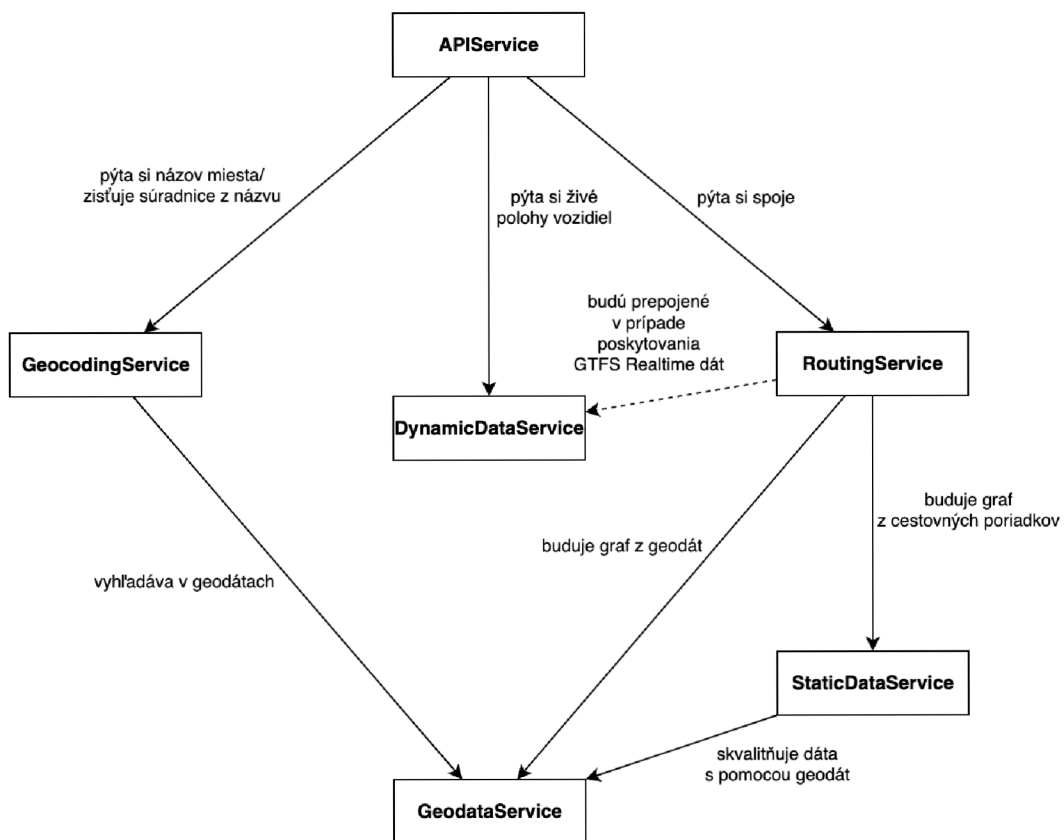 APIService
pýta si názov miesta/
zisťuje súradnice z názvu
pýta si živé
polohy vozidiel
pýta si spoje
budú prepojené
v prípade
poskytovania
GTFS Realtime dát
GeocodingService
RoutingService
DynamicDataService
buduje graf
z cestovných poriadkov
buduje graf z geodát
vyhľadáva v geodátach
StaticDataService
skvalitňuje dáta
s pomocou geodát
GeodataService